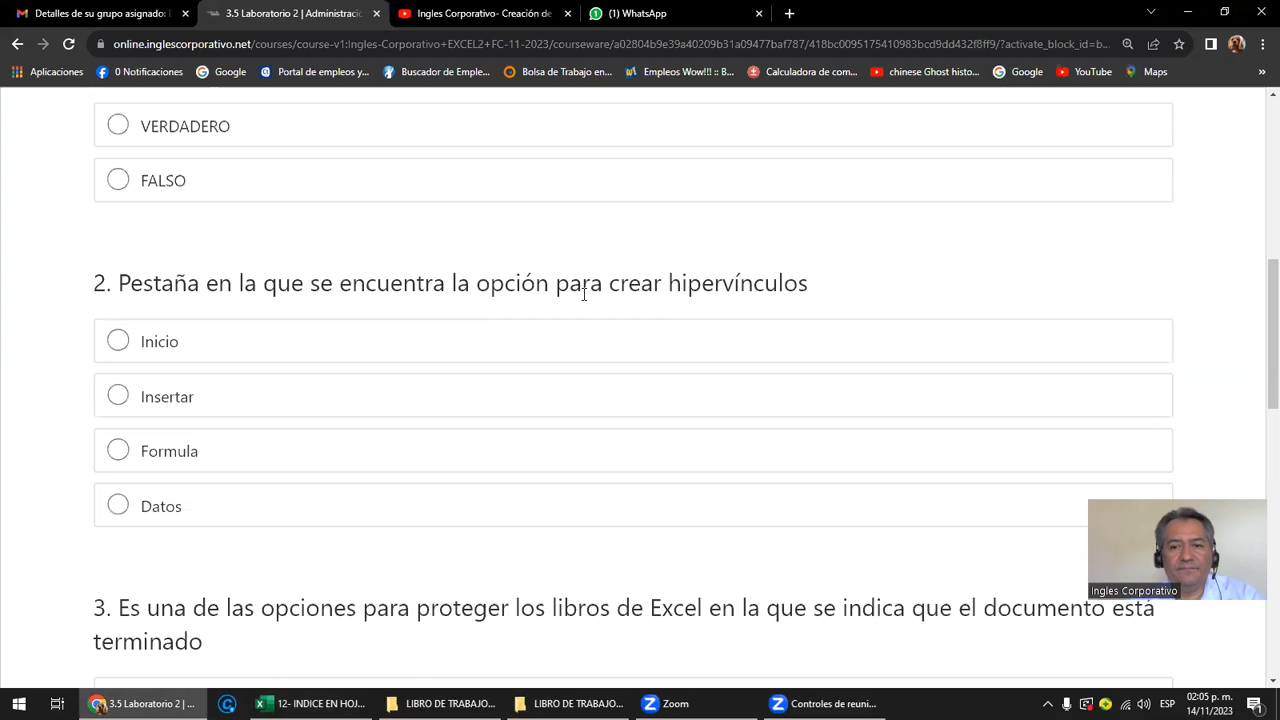 Detalles de su grupo asignado: E
3.5 Laboratorio 2 | Administracio
Ingles Corporativo- Creación de
(1) WhatsApp
online.inglescorporativo.net/courses/course-v1:Ingles-Corporativo+EXCEL2+FC-11-2023/courseware/a02804b9e39a40209b31a09477baf787/418bc0095175410983bcd9dd432f8ff9/?activate_block_id=b...
Aplicaciones
0 Notificaciones
Google
Portal de empleos y...
Buscador de Emple...
Bolsa de Trabajo en...
Empleos Wow!!! :: B...
Calculadora de com...
chinese Ghost histo...
Google
YouTube
Maps
»
VERDADERO
FALSO
2. Pestaña en la que se encuentra la opción para crear hipervínculos
Inicio
Insertar
Formula
Datos
Ingles Corporativo
3. Es una de las opciones para proteger los libros de Excel en la que se indica que el documento está
terminado
3.5 Laboratorio 2 | ...
12- INDICE EN HOJ...
LIBRO DE TRABAJO...
LIBRO DE TRABAJO...
Zoom
Controles de reuni...
ESP
02:05 p. m.
14/11/2023